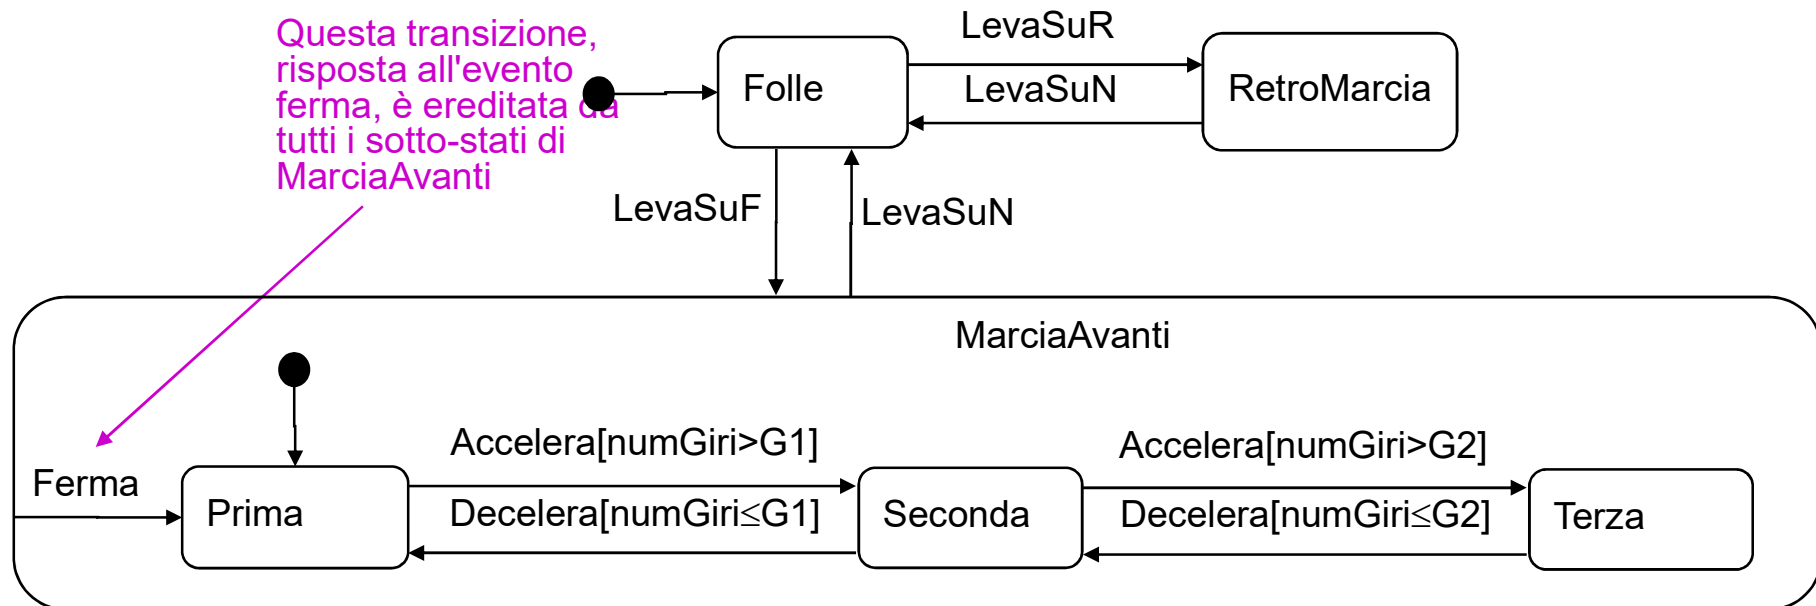 Questa transizione,
risposta all'evento
ferma, è ereditata da
tutti i sotto-stati di
MarciaAvanti
LevaSuR
Folle
LevaSuN
RetroMarcia
LevaSuF
LevaSuN
MarciaAvanti
Ferma
Prima
Accelera[numGiri>G1]
Decelera[numGiri≤G1]
Seconda
Accelera[numGiri>G2]
Decelera[numGiri≤G2]
Terza